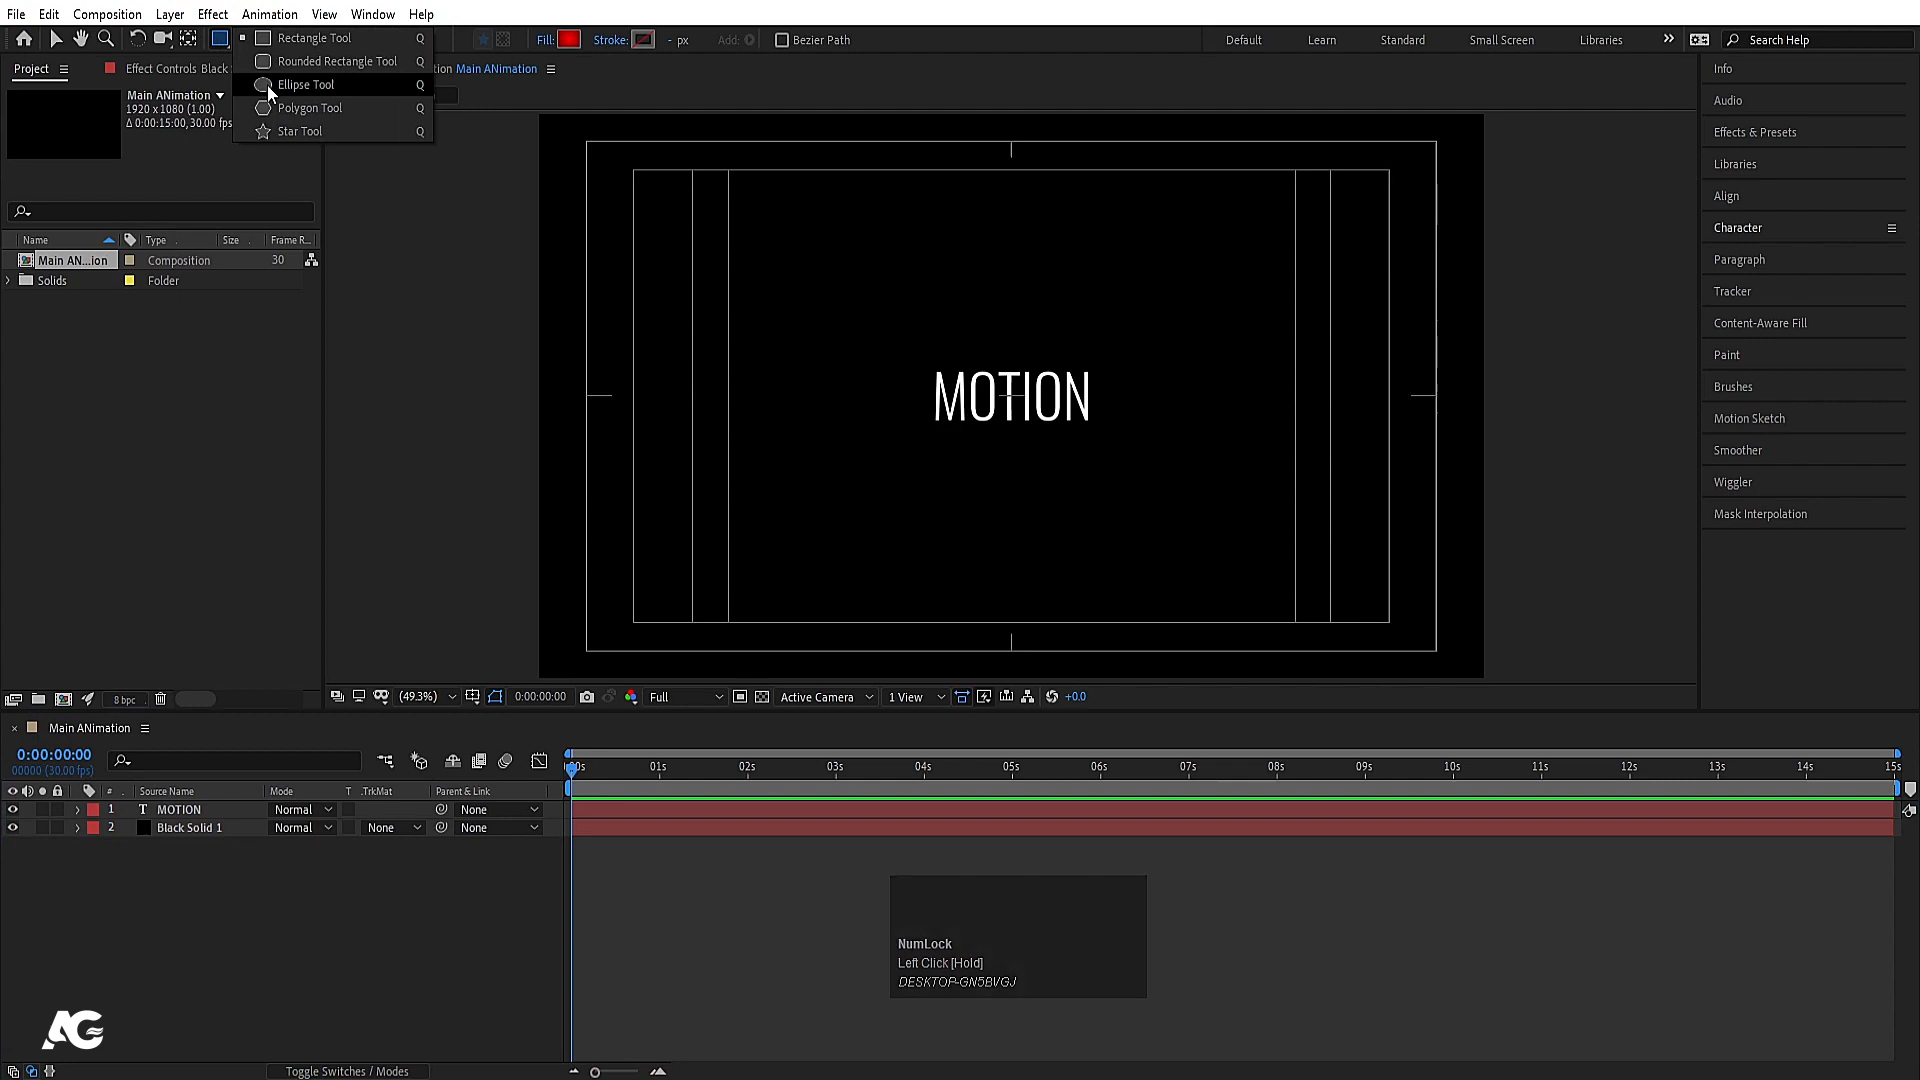 File Edit Composition Layer Effect Animation View Window Help
Rectangle Tool Q
Rounded Rectangle Tool Q
Ellipse Tool Q
Polygon Tool Q
Star Tool Q
Fill: Stroke: - px Add: Bezier Path
Default Learn Standard Small Screen Libraries » Search Help
Project Effect Controls Black
tion Main ANimation
Main ANimation
1920 x 1080 (1.00)
Δ 0:00:15:00, 30.00 fps
Name Type Size Frame R...
Main AN...ion Composition 30
Solids Folder
MOTION
Info
Audio
Effects & Presets
Libraries
Align
Character
Paragraph
Tracker
Content-Aware Fill
Paint
Brushes
Motion Sketch
Smoother
Wiggler
Mask Interpolation
8 bpc
(49.3%) 0:00:00:00 Full Active Camera 1 View +0.0
Main ANimation
0:00:00:00
00000 (30.00 fps)
00s 01s 02s 03s 04s 05s 06s 07s 08s 09s 10s 11s 12s 13s 14s 15s
# Source Name Mode T .TrkMat Parent & Link
1 T MOTION Normal None
2 Black Solid 1 Normal None None
NumLock
Left Click [Hold]
DESKTOP-GN5BVGJ
AG
Toggle Switches / Modes